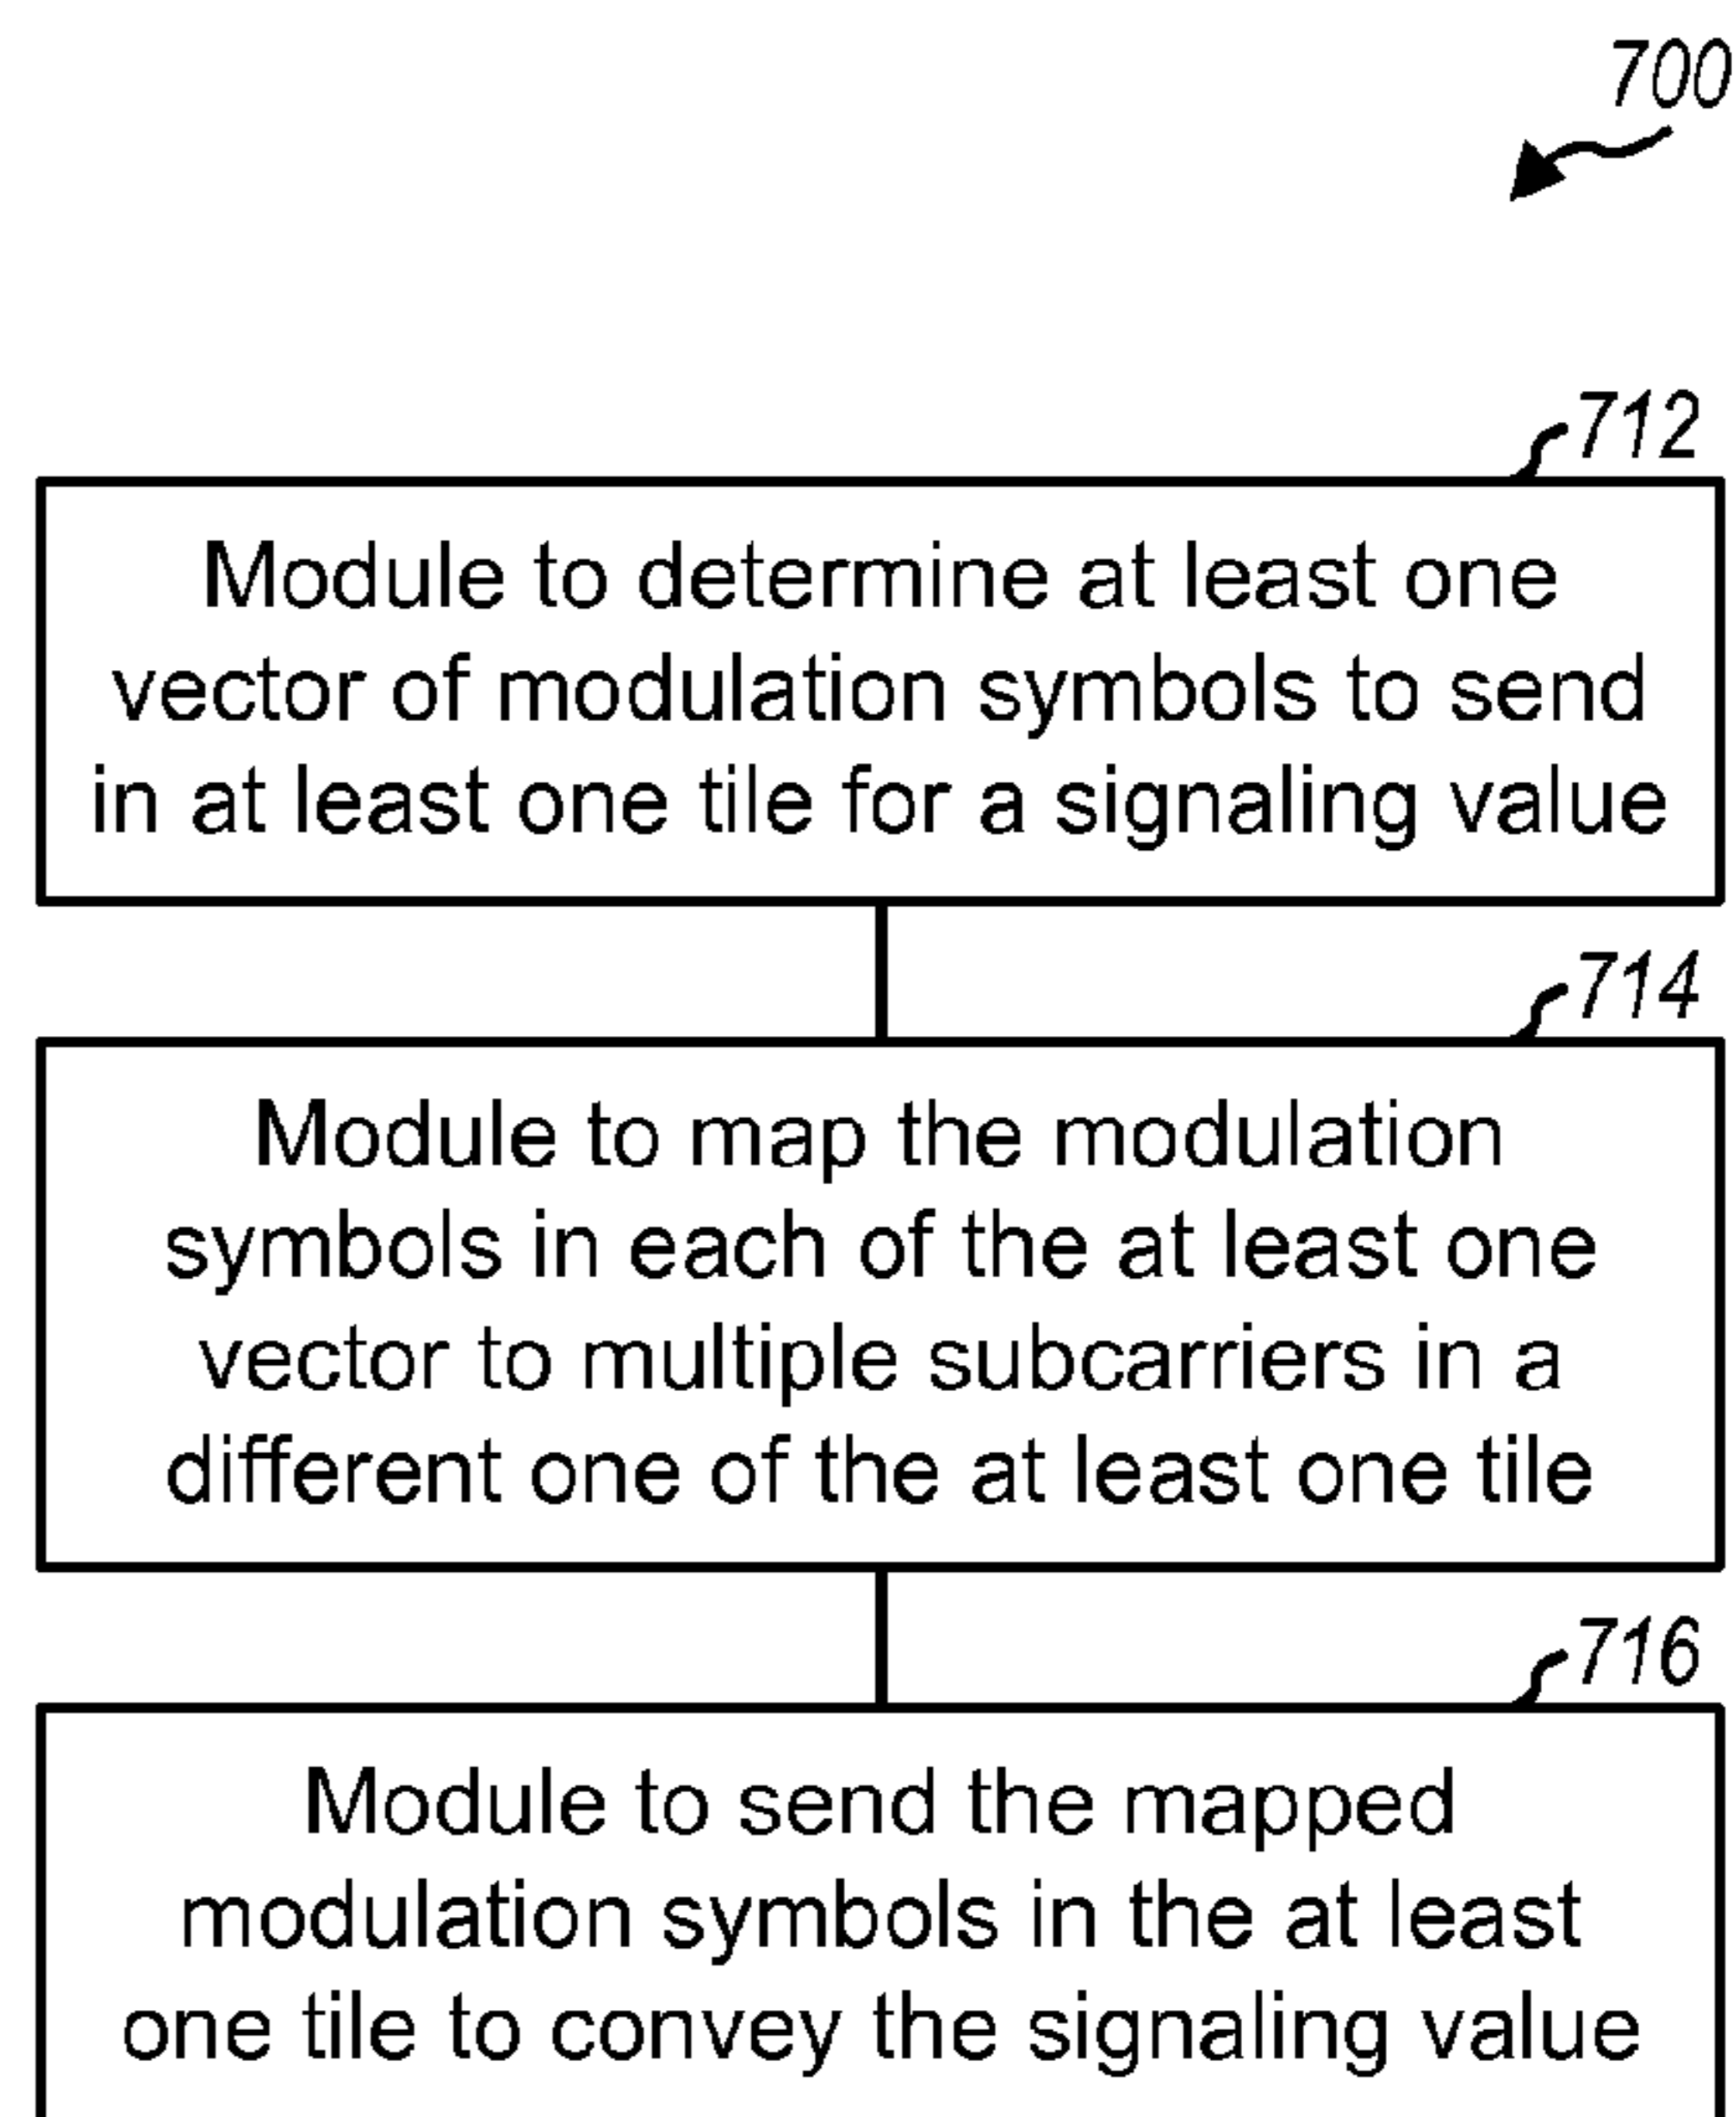 700
712
Module to determine at least one
vector of modulation symbols to send
in at least one tile for a signaling value
714
Module to map the modulation
symbols in each of the at least one
vector to multiple subcarriers in a
different one of the at least one tile
716
Module to send the mapped
modulation symbols in the at least
one tile to convey the signaling value